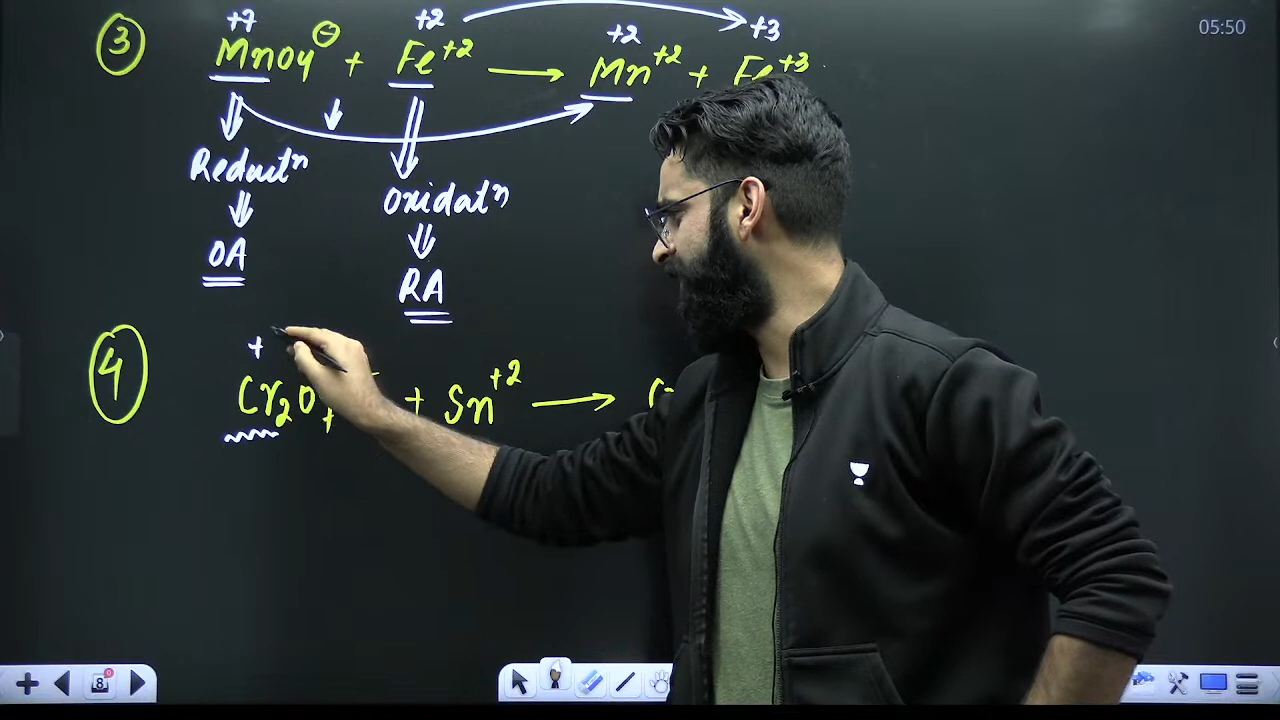 05:50
+7 +2 +2 +3
③ MnO4⊖ + Fe+2 ⟶ Mn+2 + Fe+3
Reductⁿ Oxidatⁿ
OA RA
+
④ Cr2O7 + Sn+2 ⟶
8